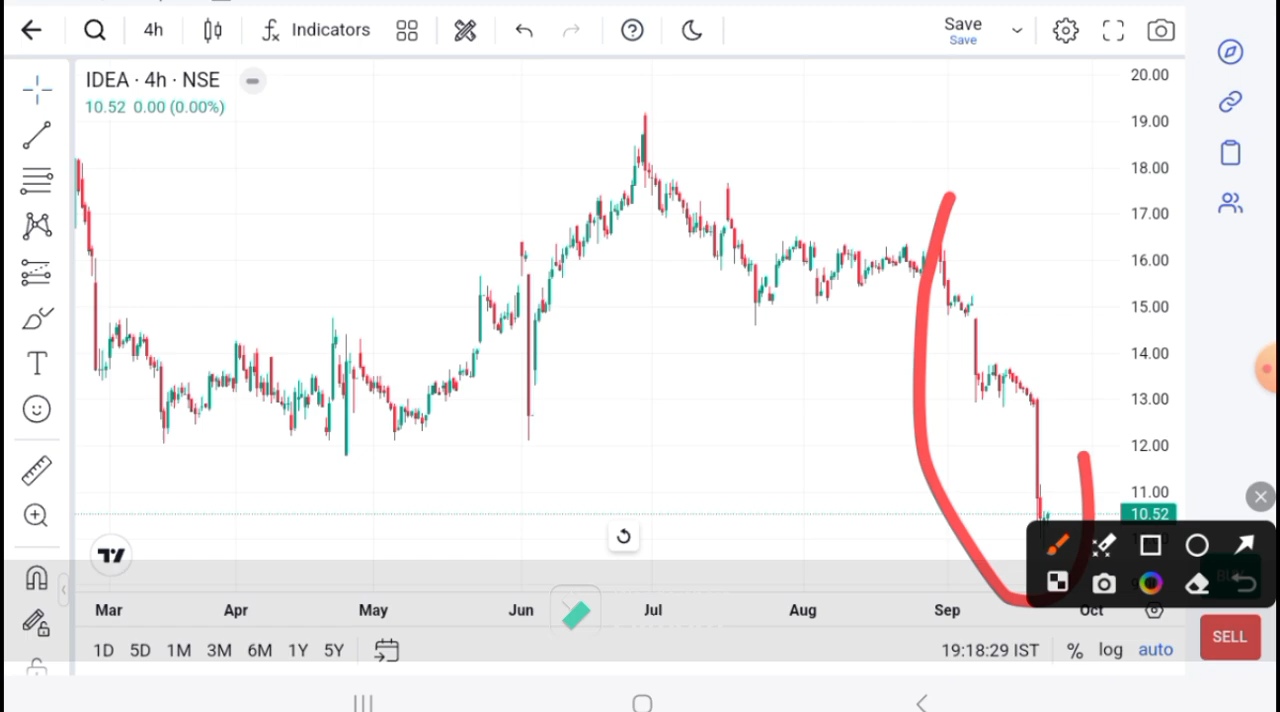 4h
Indicators
Save
Save
IDEA · 4h · NSE
10.52 0.00 (0.00%)
20.00
19.00
18.00
17.00
16.00
15.00
14.00
13.00
12.00
11.00
10.52
Mar Apr May Jun Jul Aug Sep Oct
1D 5D 1M 3M 6M 1Y 5Y
19:18:29 IST % log auto
SELL